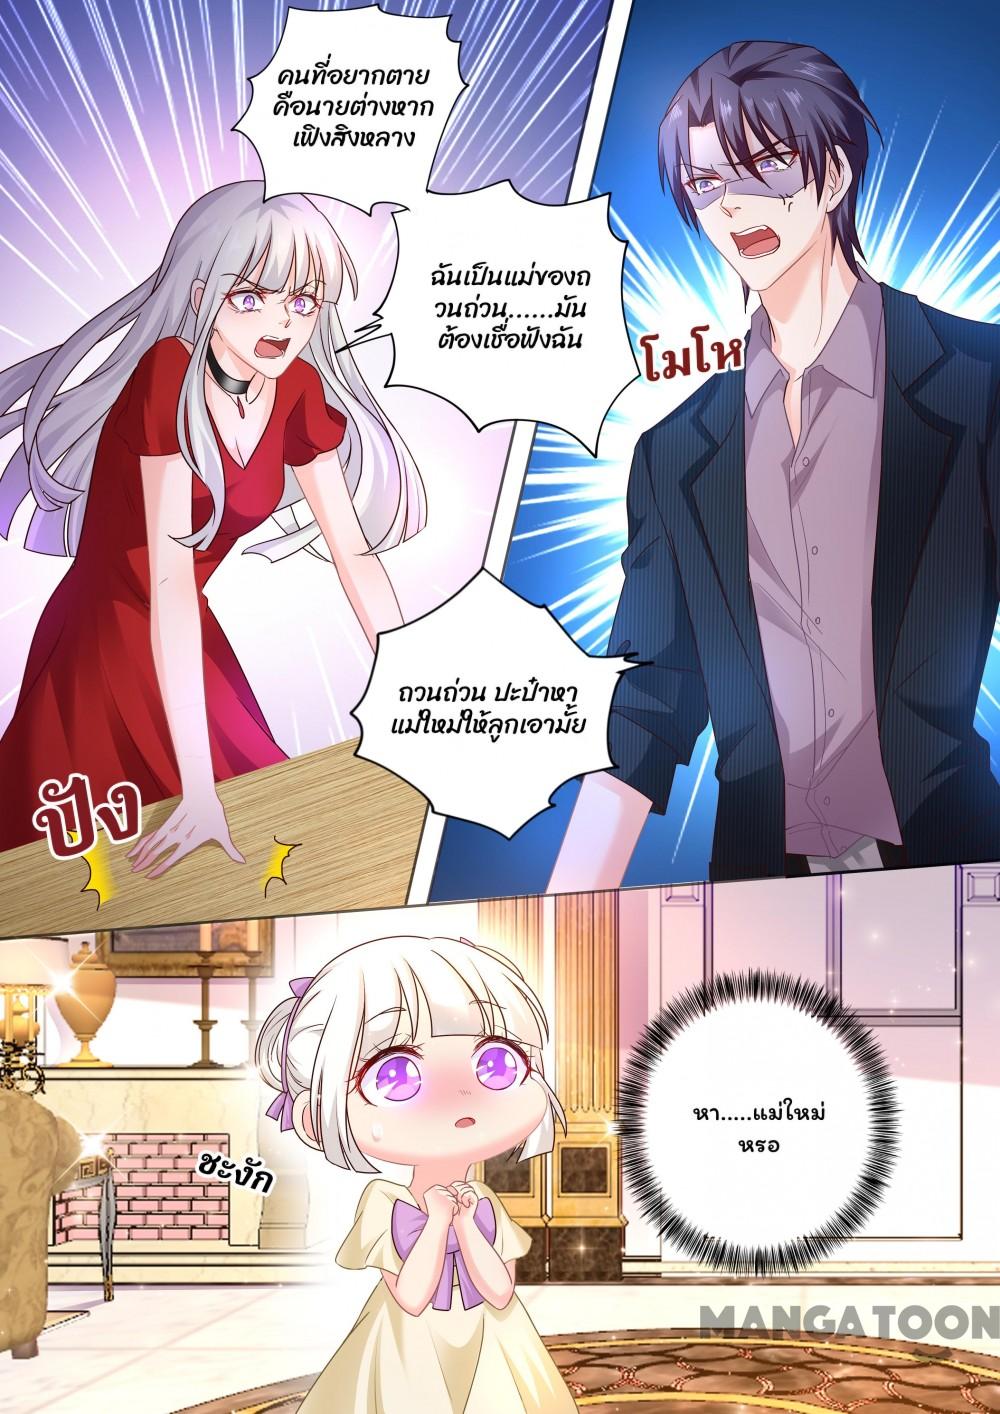 คนที่อยากตาย
คือนายต่างหาก
เฟิงสิงหลาง
ฉันเป็นแม่ของถ
วนถ่วน......มัน
ต้องเชื่อฟังฉัน
โมโห
ถวนถ่วน ปะป๋าหา
แม่ใหม่ให้ลูกเอามั้ย
ปัง
หา.....แม่ใหม่
หรอ
ชะงัก
MANGATOON